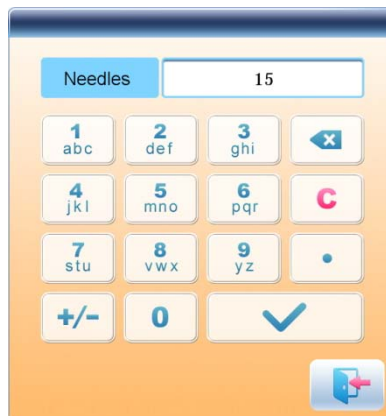 Needles 15
1 2 3
abc def ghi
4 5 6 C
jkl mno pqr
7 8 9 .
stu vwx yz
+/- 0